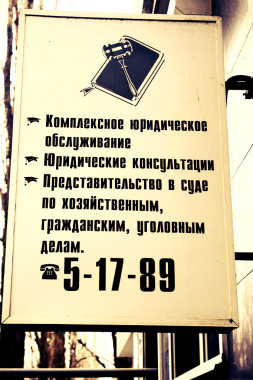 Комплексное юридическое
обслуживание
Юридические консультации
Представительство в суде
по хозяйственным,
гражданским, уголовным
делам.
☎5-17-89